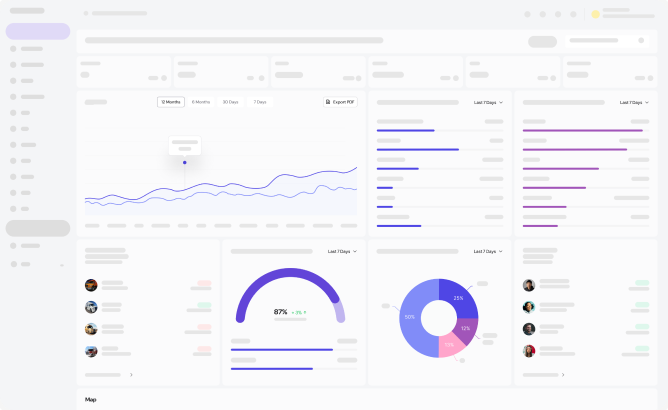 12 Months 6 Months 30 Days 7 Days Export PDF
Last 7 Days
Last 7 Days
Last 7 Days
87% +3%
Last 7 Days
25%
50%
12%
Map